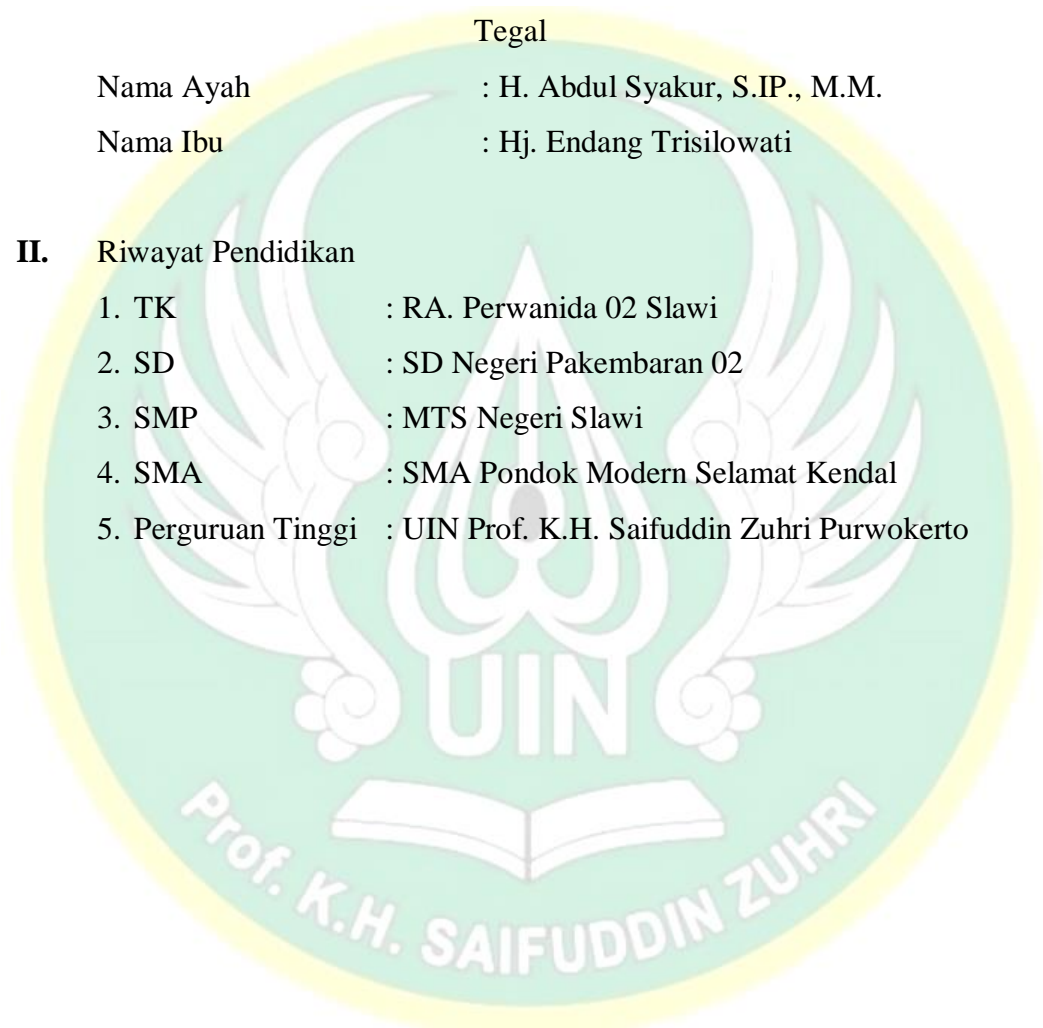 Tegal
Nama Ayah : H. Abdul Syakur, S.IP., M.M.
Nama Ibu : Hj. Endang Trisilowati
II. Riwayat Pendidikan
1. TK : RA. Perwanida 02 Slawi
2. SD : SD Negeri Pakembaran 02
3. SMP : MTS Negeri Slawi
4. SMA : SMA Pondok Modern Selamat Kendal
5. Perguruan Tinggi : UIN Prof. K.H. Saifuddin Zuhri Purwokerto
UIN
Prof. K.H. SAIFUDDIN ZUHRI